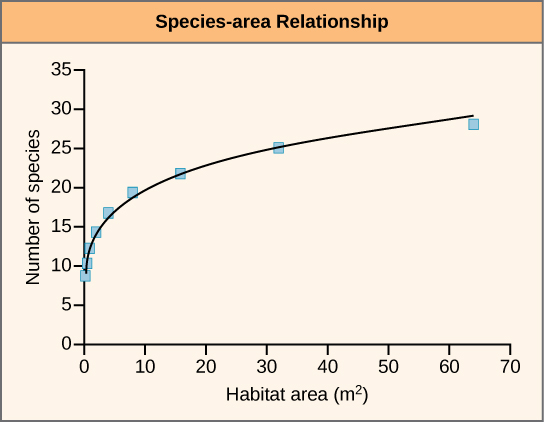 Species-area Relationship
Number of species
35
30
25
20
15
10
5
0
0 10 20 30 40 50 60 70
Habitat area (m²)